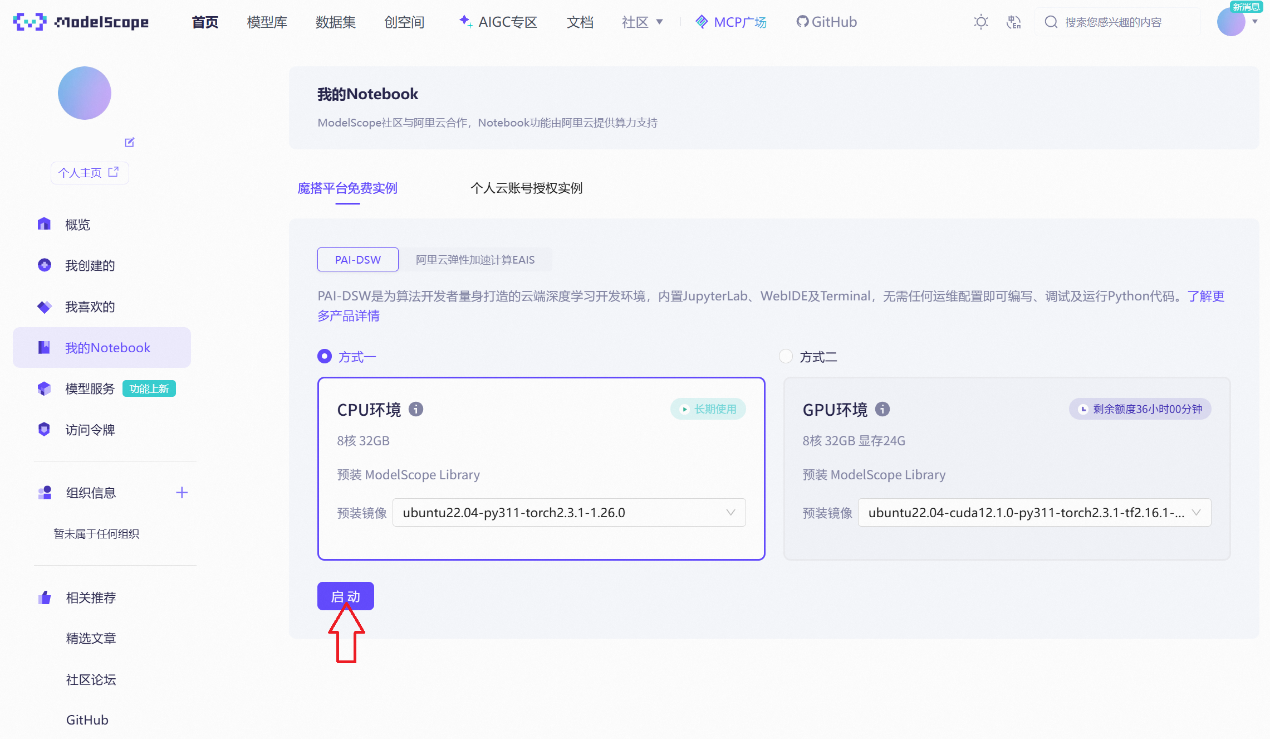 ModelScope
首页
模型库
数据集
创空间
AIGC专区
文档
社区
MCP广场
GitHub
En
搜索您感兴趣的内容
新消息
个人主页
概览
我创建的
我喜欢的
我的Notebook
模型服务 功能上新
访问令牌
组织信息
暂未属于任何组织
相关推荐
精选文章
社区论坛
GitHub
我的Notebook
ModelScope社区与阿里云合作，Notebook功能由阿里云提供算力支持
魔搭平台免费实例
个人云账号授权实例
PAI-DSW
阿里云弹性加速计算EAIS
PAI-DSW是为算法开发者量身打造的云端深度学习开发环境，内置JupyterLab、WebIDE及Terminal，无需任何运维配置即可编写、调试及运行Python代码。了解更
多产品详情
方式一
CPU环境
长期使用
8核 32GB
预装 ModelScope Library
预装镜像 ubuntu22.04-py311-torch2.3.1-1.26.0
方式二
GPU环境
剩余额度36小时00分钟
8核 32GB 显存24G
预装 ModelScope Library
预装镜像 ubuntu22.04-cuda12.1.0-py311-torch2.3.1-tf2.16.1-...
启动